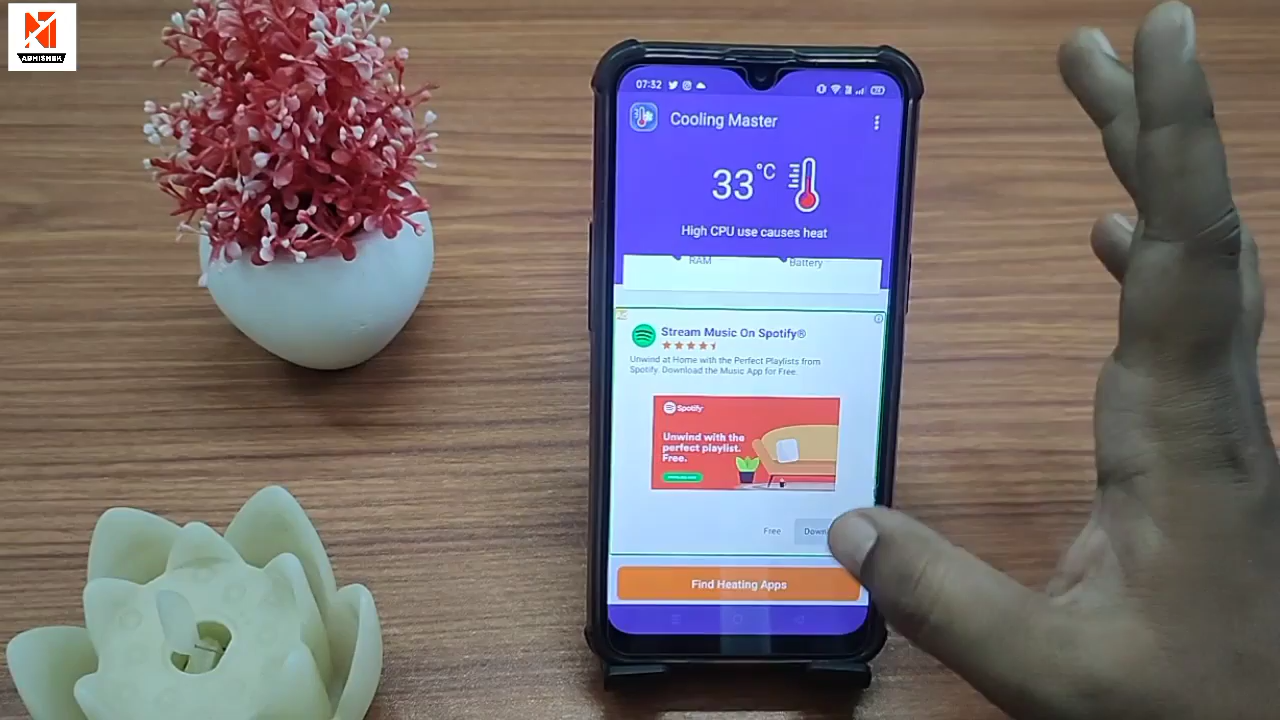 ABHISHEK
07:32
Cooling Master
33°C
High CPU use causes heat
RAM Battery
Stream Music On Spotify®
Unwind at Home with the Perfect Playlists from
Spotify. Download the Music App for Free.
Spotify
Unwind with the
perfect playlist.
Free.
Free Down
Find Heating Apps